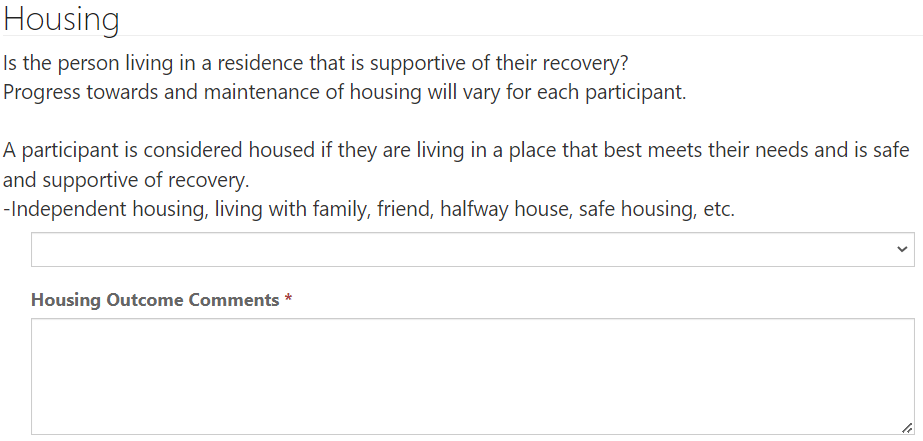 Housing
Is the person living in a residence that is supportive of their recovery?
Progress towards and maintenance of housing will vary for each participant.
A participant is considered housed if they are living in a place that best meets their needs and is safe
and supportive of recovery.
-Independent housing, living with family, friend, halfway house, safe housing, etc.
Housing Outcome Comments *